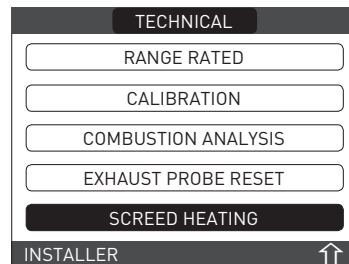 TECHNICAL
RANGE RATED
CALIBRATION
COMBUSTION ANALYSIS
EXHAUST PROBE RESET
SCREED HEATING
INSTALLER